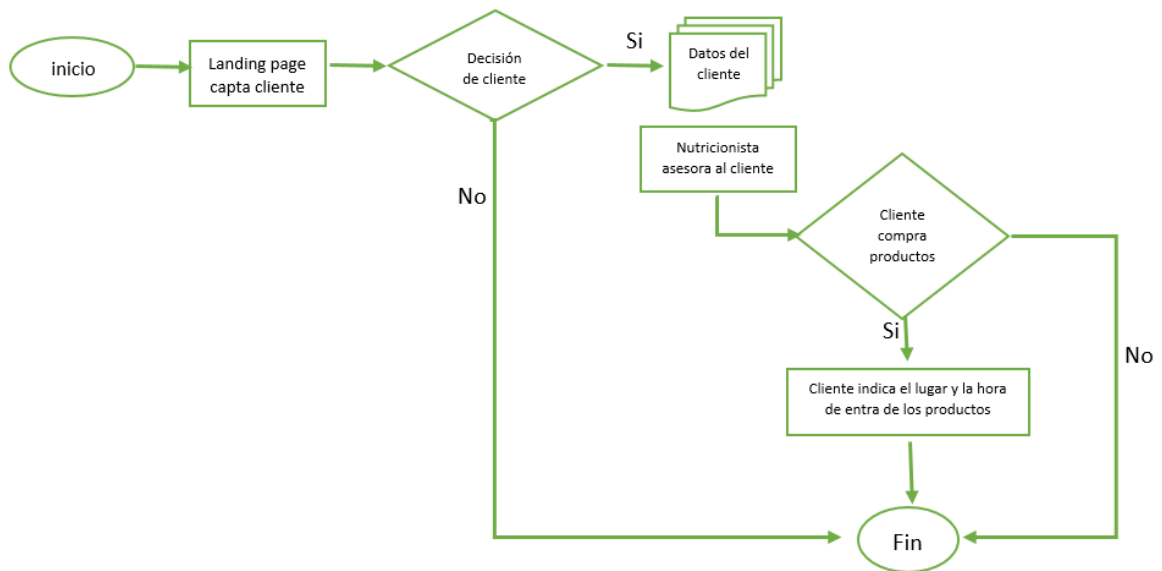 inicio
Landing page
capta cliente
Decisión
de cliente
Si
Datos del
cliente
No
Nutricionista
asesora al cliente
Cliente
compra
productos
Si
No
Cliente indica el lugar y la hora
de entra de los productos
Fin